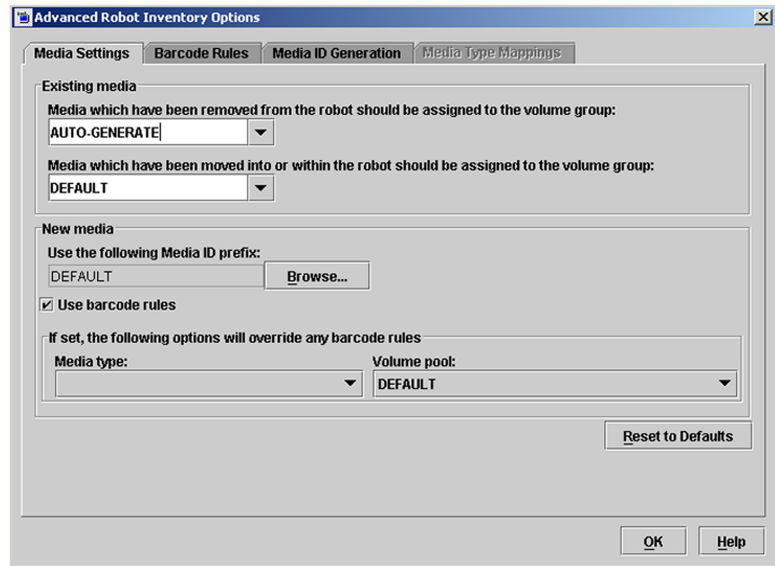 Advanced Robot Inventory Options
Media Settings Barcode Rules Media ID Generation Media Type Mappings
Existing media
Media which have been removed from the robot should be assigned to the volume group:
AUTO-GENERATE
Media which have been moved into or within the robot should be assigned to the volume group:
DEFAULT
New media
Use the following Media ID prefix:
DEFAULT Browse...
Use barcode rules
If set, the following options will override any barcode rules
Media type: Volume pool:
DEFAULT
Reset to Defaults
OK Help